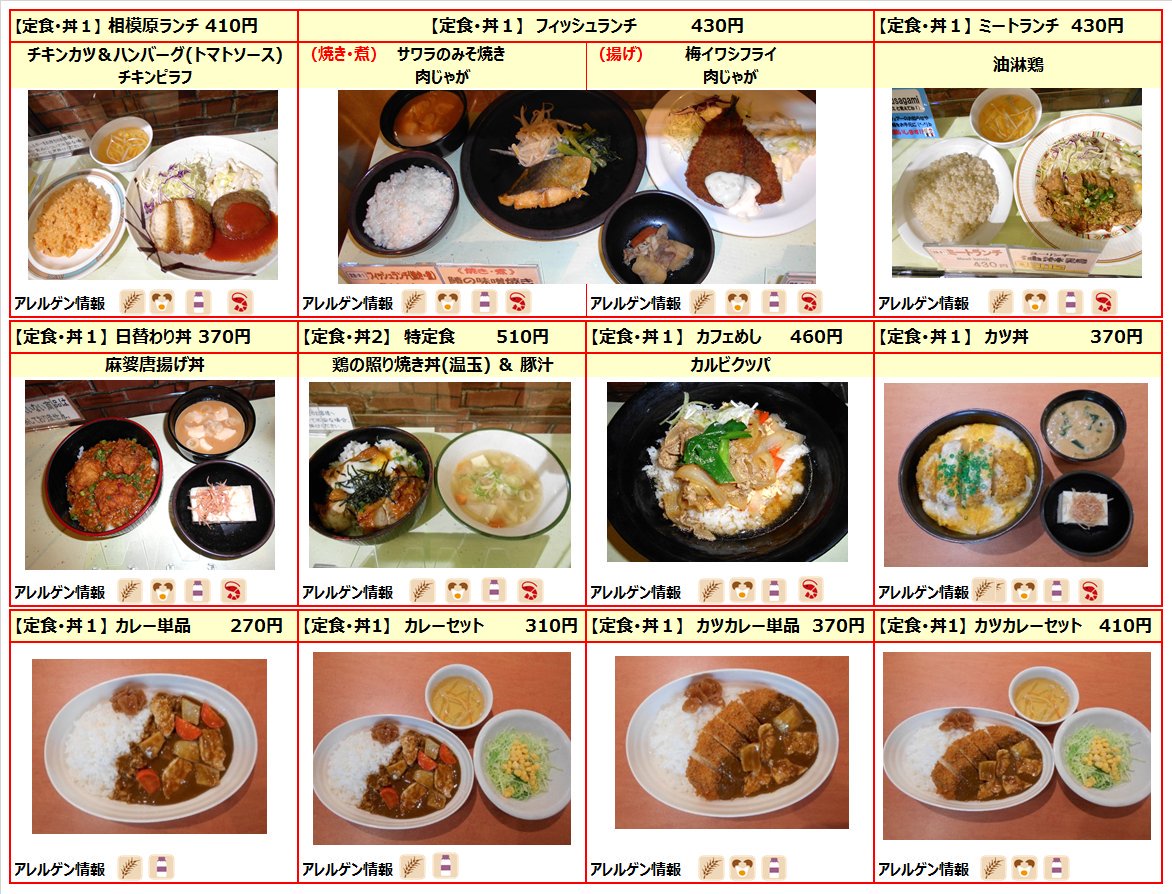 【定食・丼１】 相模原ランチ 410円
【定食・丼１】 フィッシュランチ 430円
【定食・丼１】 ミートランチ 430円
チキンカツ＆ハンバーグ(トマトソース)
チキンピラフ
(焼き・煮) サワラのみそ焼き
肉じゃが
(揚げ) 梅イワシフライ
肉じゃが
油淋鶏
sagami
フィッシュランチ
(焼き・煮)
ミートランチ
430円
アレルゲン情報
アレルゲン情報
アレルゲン情報
アレルゲン情報
【定食・丼１】 日替わり丼 370円
【定食・丼2】 特定食 510円
【定食・丼１】 カフェめし 460円
【定食・丼１】 カツ丼 370円
麻婆唐揚げ丼
鶏の照り焼き丼(温玉) ＆ 豚汁
カルビクッパ
アレルゲン情報
アレルゲン情報
アレルゲン情報
アレルゲン情報
【定食・丼１】 カレー単品 270円
【定食・丼1】 カレーセット 310円
【定食・丼１】 カツカレー単品 370円
【定食・丼1】 カツカレーセット 410円
アレルゲン情報
アレルゲン情報
アレルゲン情報
アレルゲン情報